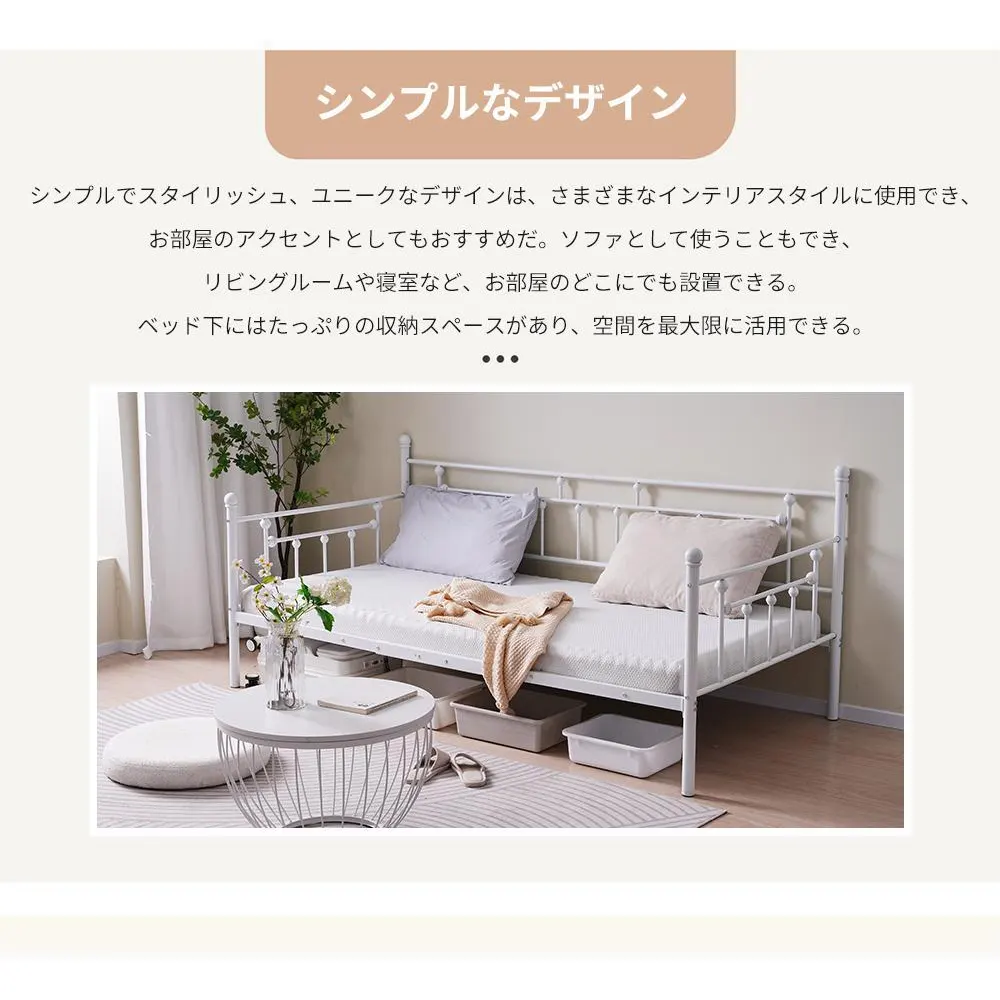 シンプルなデザイン
シンプルでスタイリッシュ、ユニークなデザインは、さまざまなインテリアスタイルに使用でき、
お部屋のアクセントとしてもおすすめだ。ソファとして使うこともでき、
リビングルームや寝室など、お部屋のどこにでも設置できる。
ベッド下にはたっぷりの収納スペースがあり、空間を最大限に活用できる。